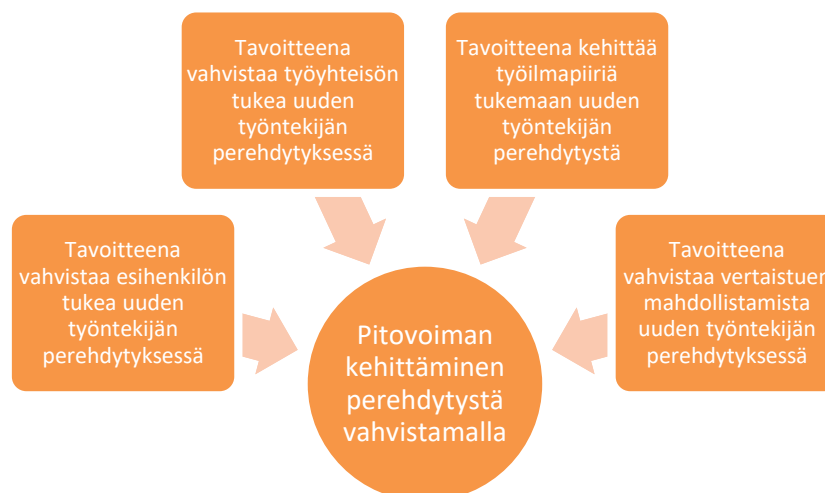 Tavoitteena
vahvistaa työyhteisön
tukea uuden
työntekijän
perehdytyksessä
Tavoitteena kehittää
työilmapiiriä
tukemaan uuden
työntekijän
perehdytystä
Tavoitteena
vahvistaa esihenkilön
tukea uuden
työntekijän
perehdytyksessä
Tavoitteena
vahvistaa vertaistuen
mahdollistamista
uuden työntekijän
perehdytyksessä
Pitovoiman
kehittäminen
perehdytystä
vahvistamalla